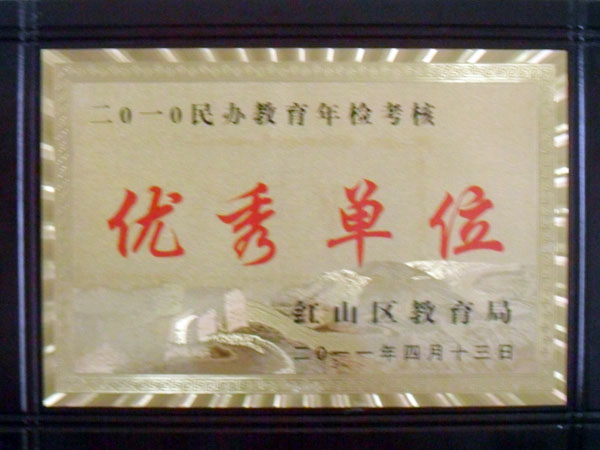 二0一0民办教育年检考核
优秀单位
红山区教育局
二0一一年四月十三日